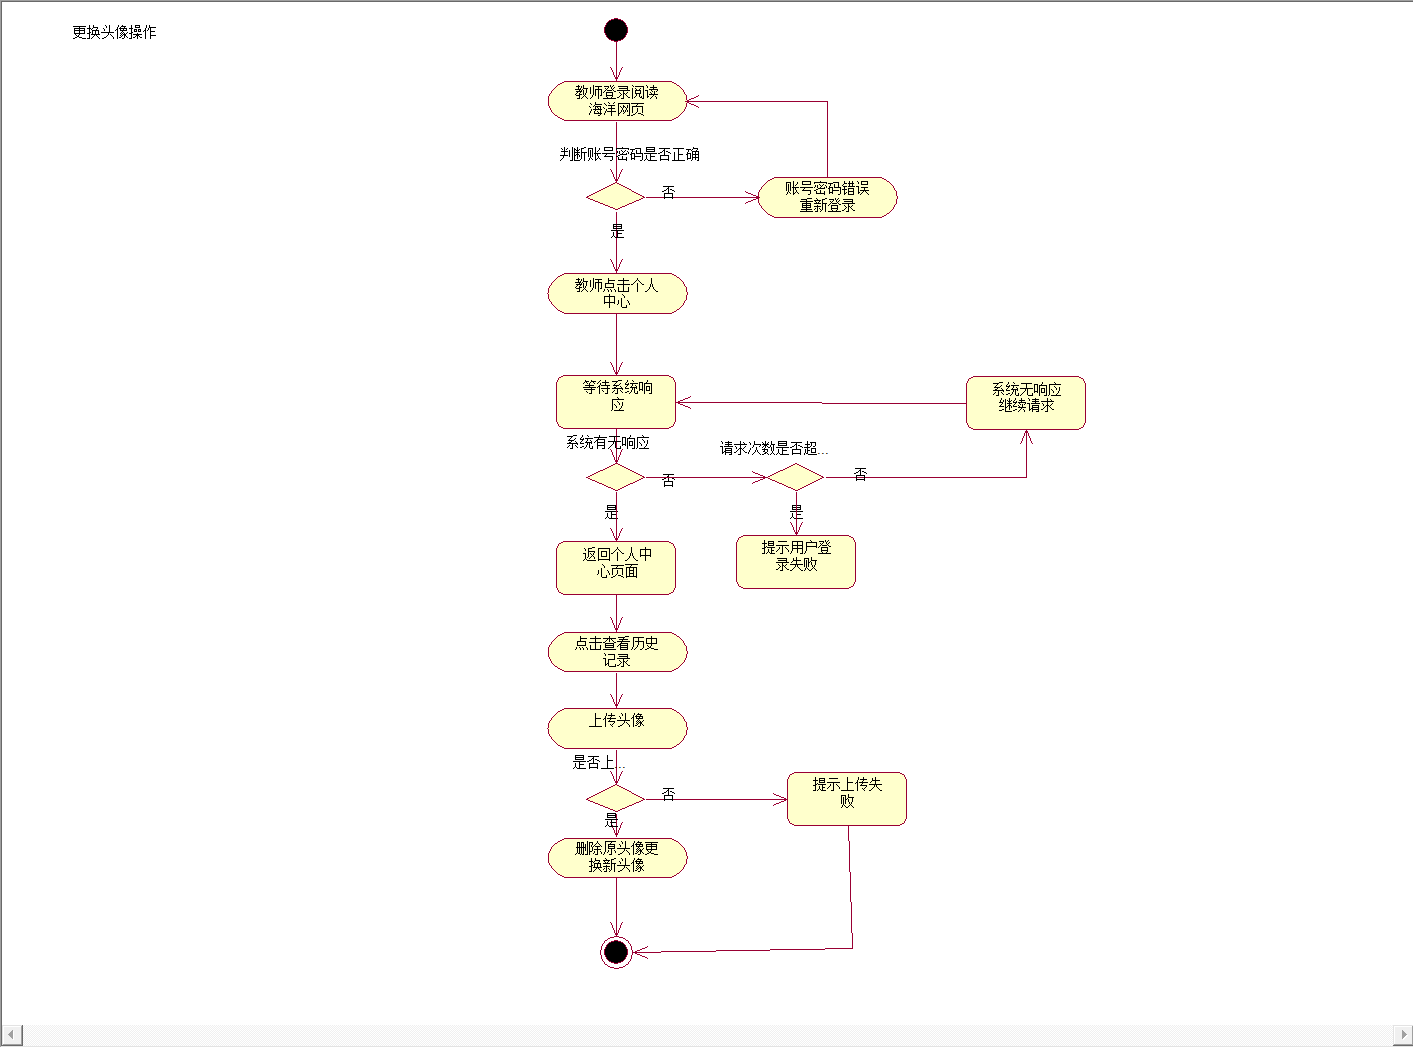 更换头像操作
教师登录阅读
海洋网页
判断账号密码是否正确
否
账号密码错误
重新登录
是
教师点击个人
中心
等待系统响
应
系统无响应
继续请求
系统有无响应
请求次数是否超...
否
否
是
是
返回个人中
心页面
提示用户登
录失败
点击查看历史
记录
上传头像
是否上...
否
提示上传失
败
是
删除原头像更
换新头像